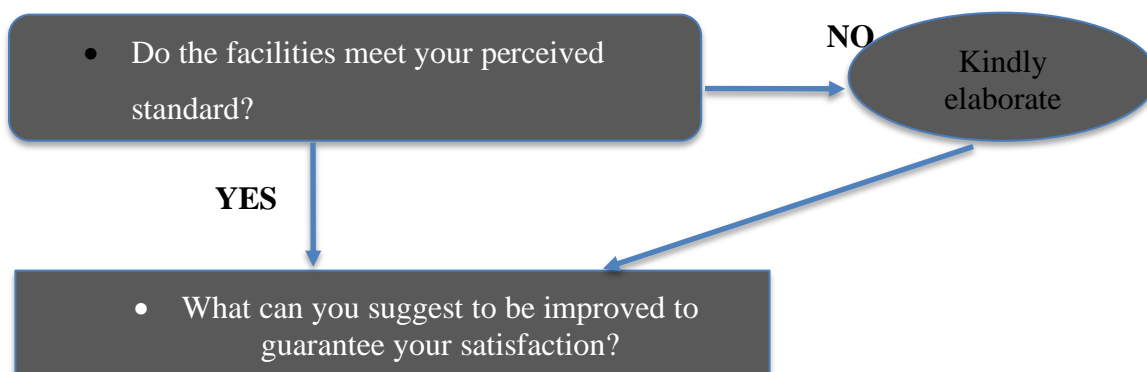 • Do the facilities meet your perceived
standard?
NO
Kindly
elaborate
YES
• What can you suggest to be improved to
guarantee your satisfaction?